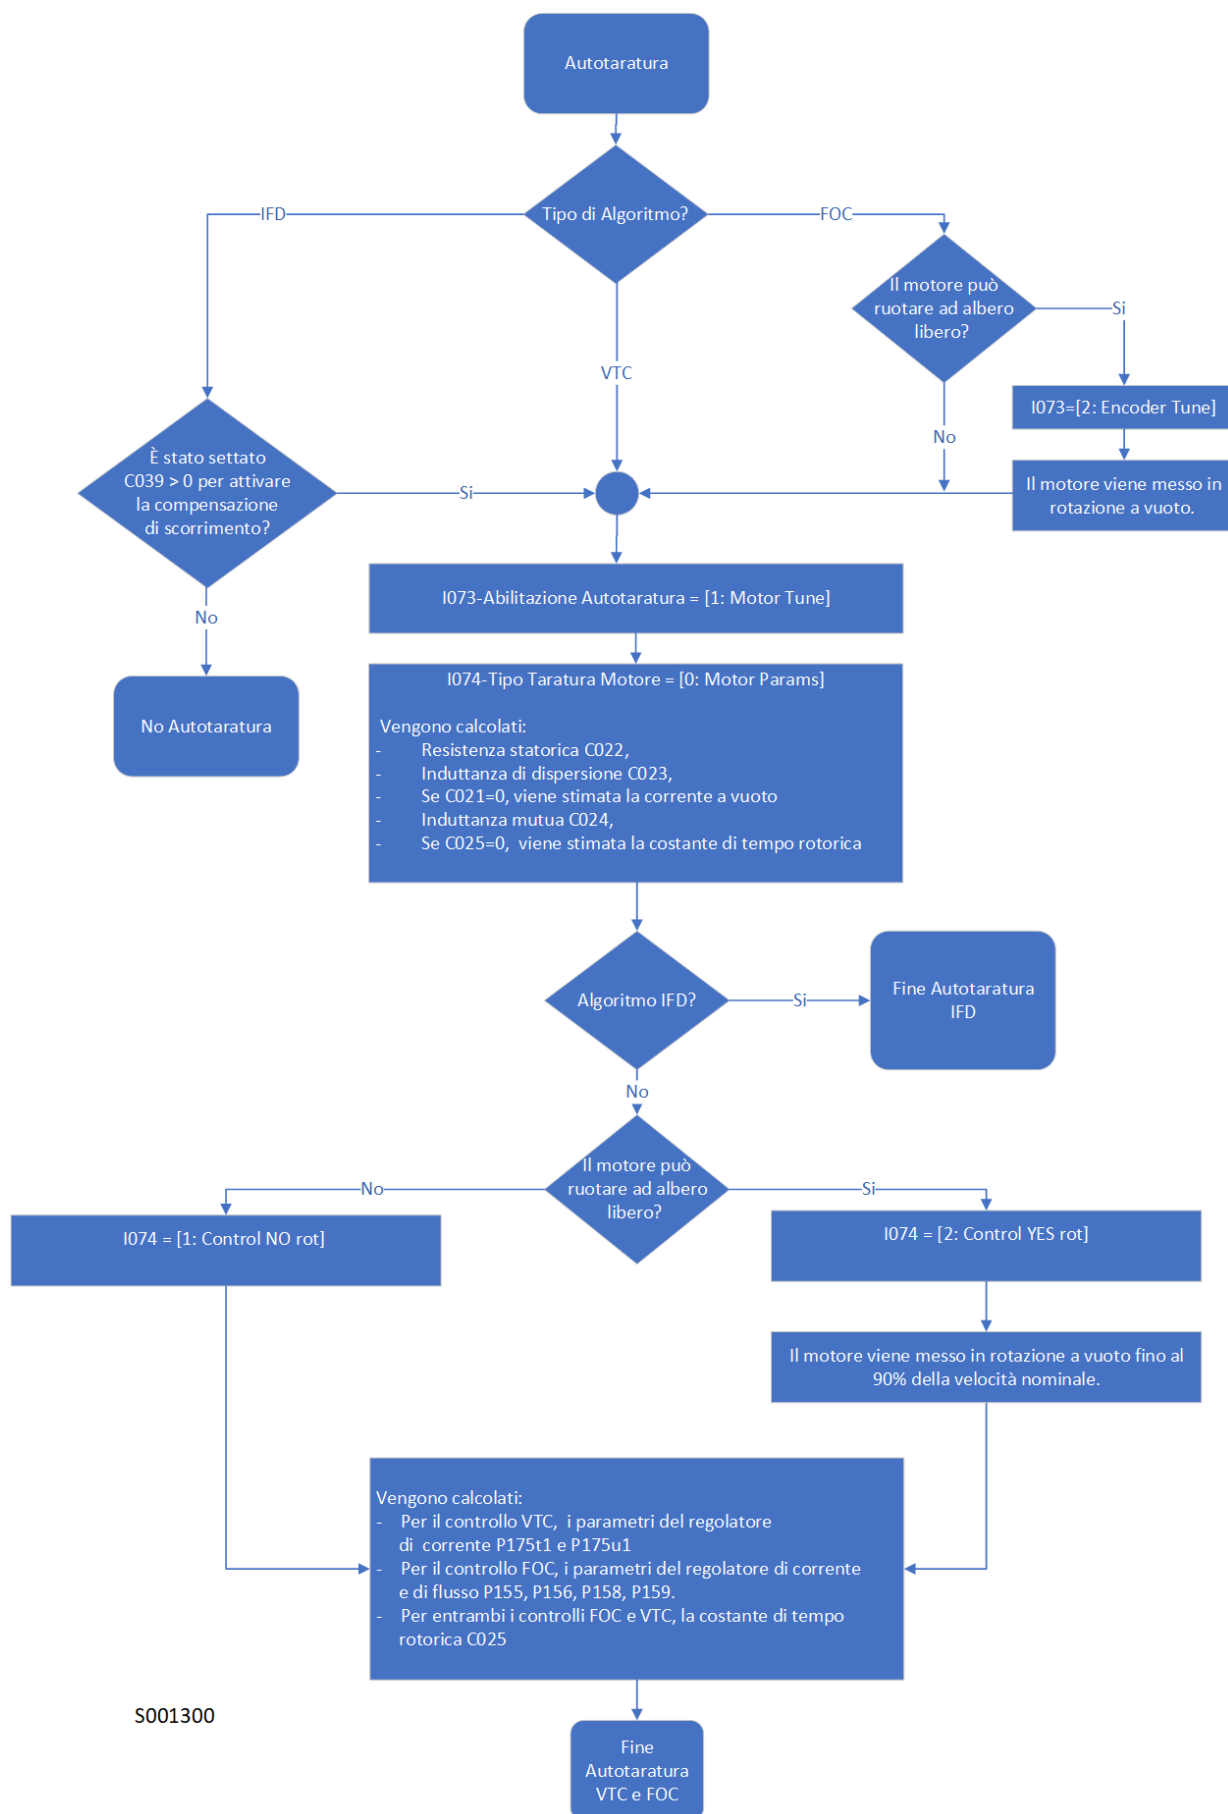 Autotaratura
Tipo di Algoritmo?
IFD
FOC
VTC
Il motore può
ruotare ad albero
libero?
Si
No
I073=[2: Encoder Tune]
Il motore viene messo in
rotazione a vuoto.
È stato settato
C039 > 0 per attivare
la compensazione
di scorrimento?
Si
No
No Autotaratura
I073-Abilitazione Autotaratura = [1: Motor Tune]
I074-Tipo Taratura Motore = [0: Motor Params]
Vengono calcolati:
- Resistenza statorica C022,
- Induttanza di dispersione C023,
- Se C021=0, viene stimata la corrente a vuoto
- Induttanza mutua C024,
- Se C025=0, viene stimata la costante di tempo rotorica
Algoritmo IFD?
Si
Fine Autotaratura
IFD
No
Il motore può
ruotare ad albero
libero?
No
Si
I074 = [1: Control NO rot]
I074 = [2: Control YES rot]
Il motore viene messo in rotazione a vuoto fino al
90% della velocità nominale.
Vengono calcolati:
- Per il controllo VTC, i parametri del regolatore
di corrente P175t1 e P175u1
- Per il controllo FOC, i parametri del regolatore di corrente
e di flusso P155, P156, P158, P159.
- Per entrambi i controlli FOC e VTC, la costante di tempo
rotorica C025
S001300
Fine
Autotaratura
VTC e FOC